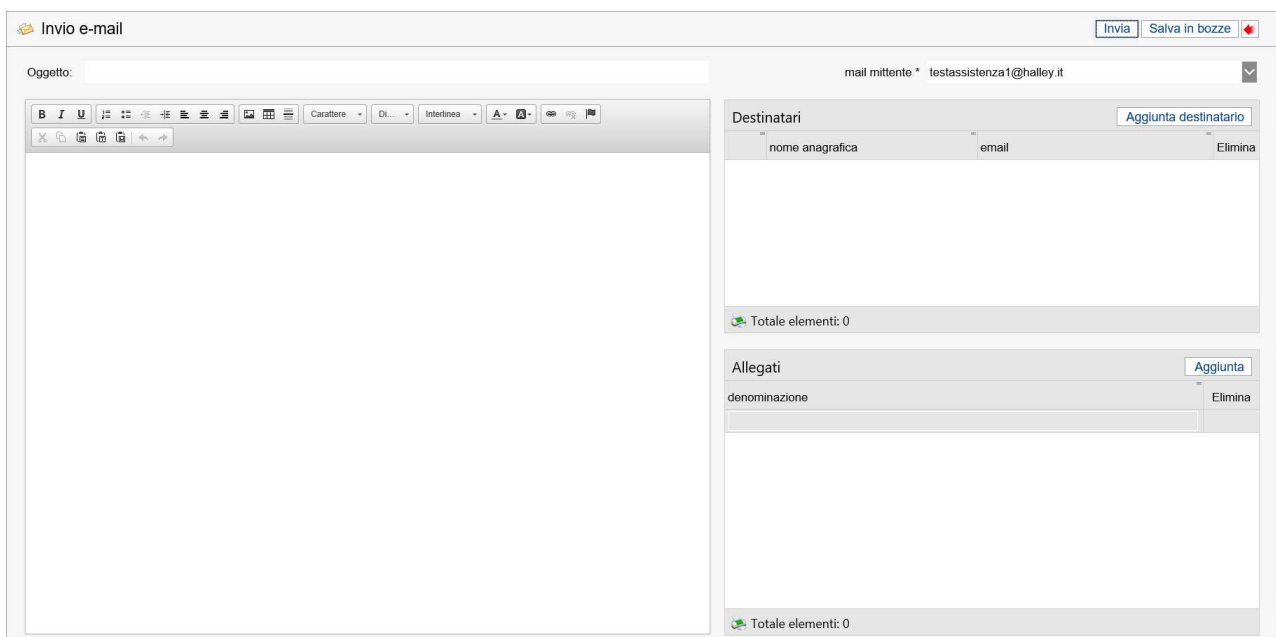 Invio e-mail
Invia Salva in bozze
Oggetto: mail mittente * testassistenza1@halley.it
B I U Carattere Di... Interlinea A A
Destinatari Aggiunta destinatario
nome anagrafica email Elimina
Totale elementi: 0
Allegati Aggiunta
denominazione Elimina
Totale elementi: 0